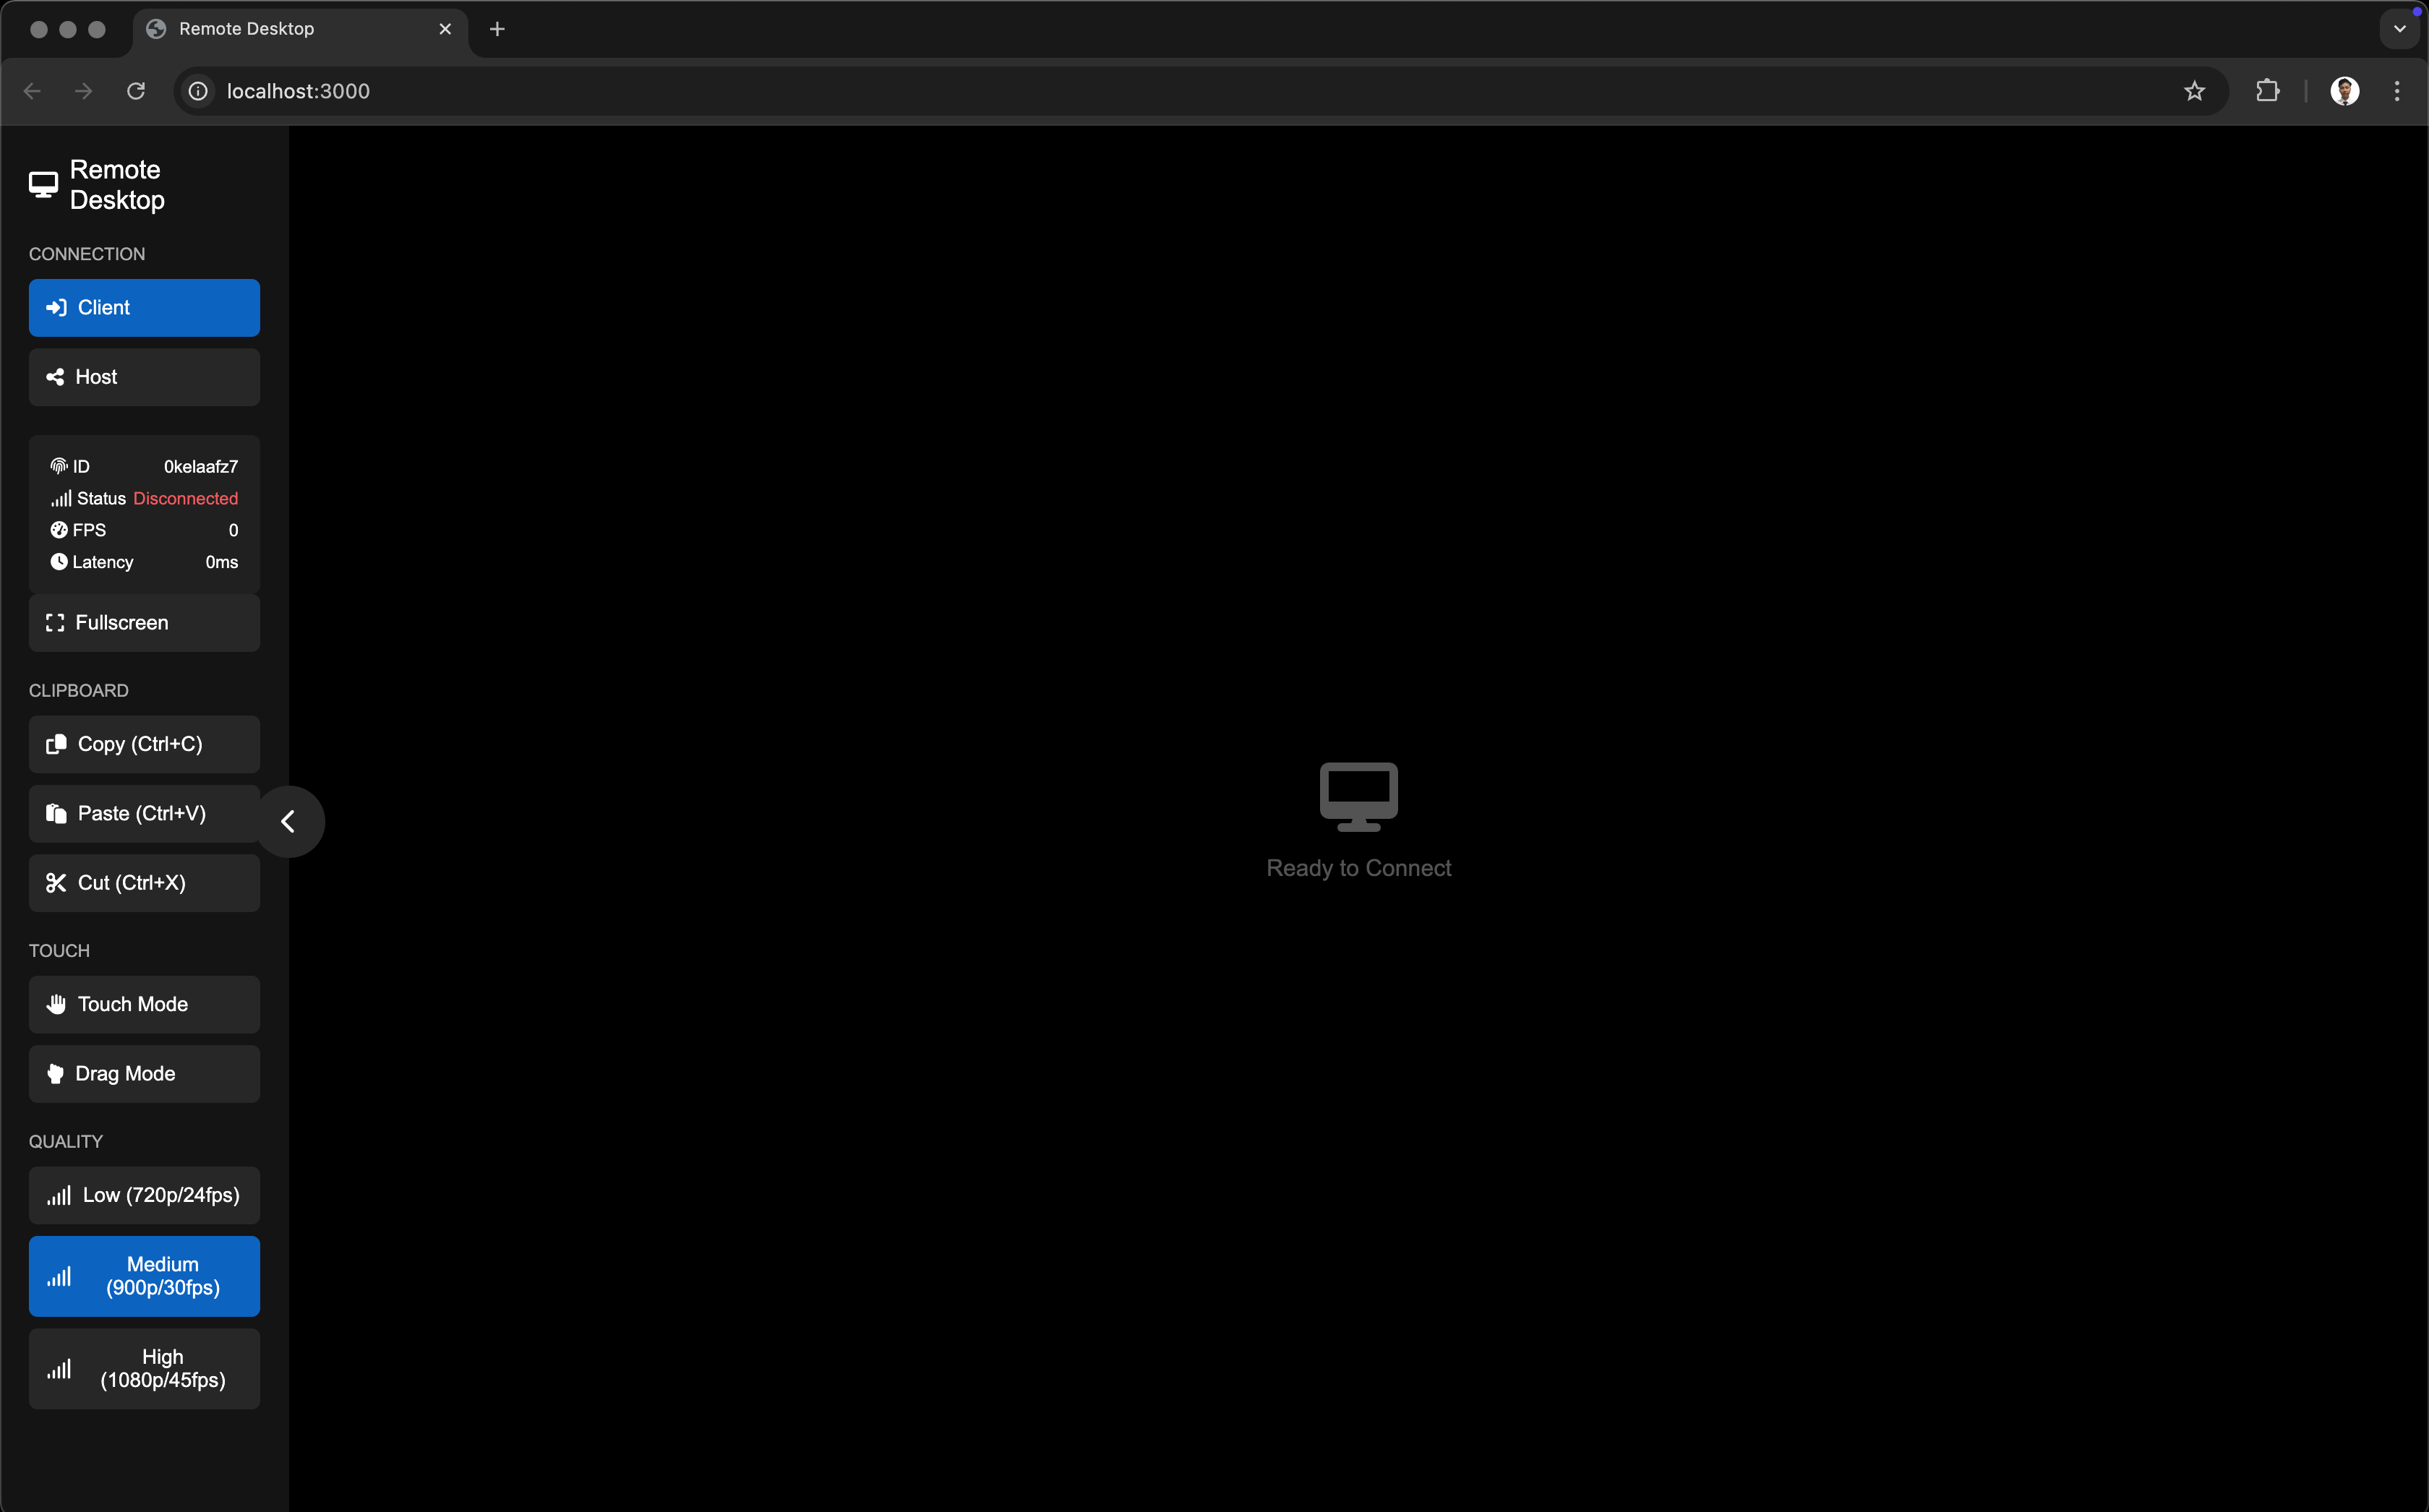 Remote Desktop
localhost:3000
Remote
Desktop
CONNECTION
Client
Host
ID 0kelaafz7
Status Disconnected
FPS 0
Latency 0ms
Fullscreen
CLIPBOARD
Copy (Ctrl+C)
Paste (Ctrl+V)
Cut (Ctrl+X)
TOUCH
Touch Mode
Drag Mode
QUALITY
Low (720p/24fps)
Medium
(900p/30fps)
High
(1080p/45fps)
Ready to Connect